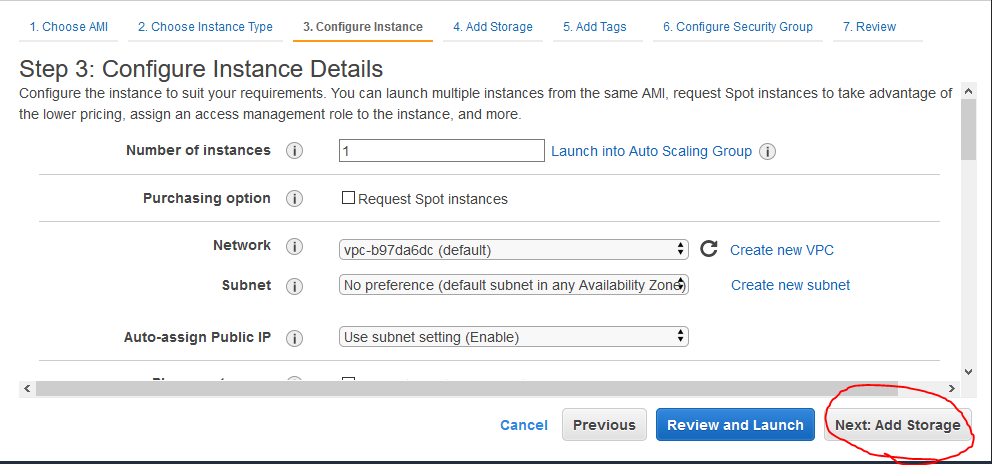 1. Choose AMI 2. Choose Instance Type 3. Configure Instance 4. Add Storage 5. Add Tags 6. Configure Security Group 7. Review
Step 3: Configure Instance Details
Configure the instance to suit your requirements. You can launch multiple instances from the same AMI, request Spot instances to take advantage of
the lower pricing, assign an access management role to the instance, and more.
Number of instances i 1 Launch into Auto Scaling Group i
Purchasing option i Request Spot instances
Network i vpc-b97da6dc (default) Create new VPC
Subnet i No preference (default subnet in any Availability Zone) Create new subnet
Auto-assign Public IP i Use subnet setting (Enable)
Cancel Previous Review and Launch Next: Add Storage